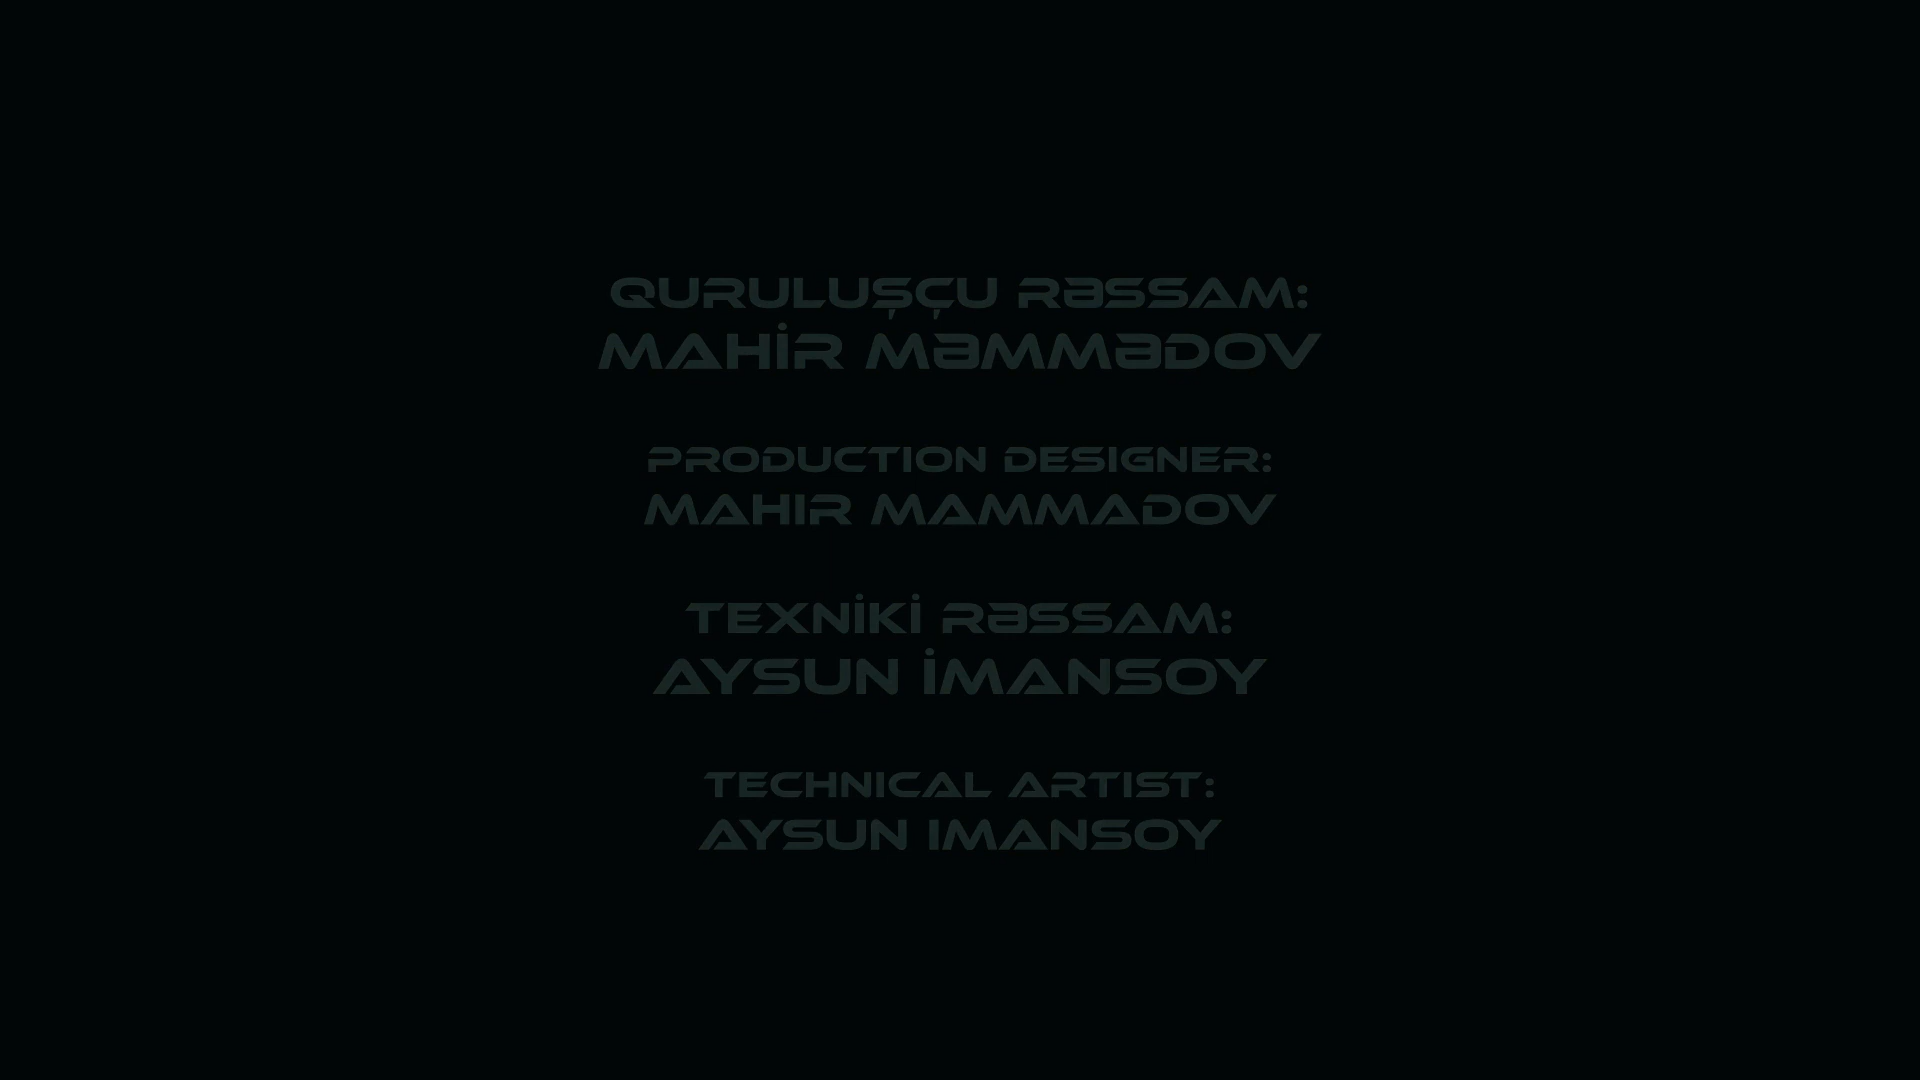 QURULUŞÇU RƏSSAM:
MAHİR MƏMMƏDOV
PRODUCTION DESIGNER:
MAHIR MAMMADOV
TEXNİKİ RƏSSAM:
AYSUN İMANSOY
TECHNICAL ARTIST:
AYSUN IMANSOY